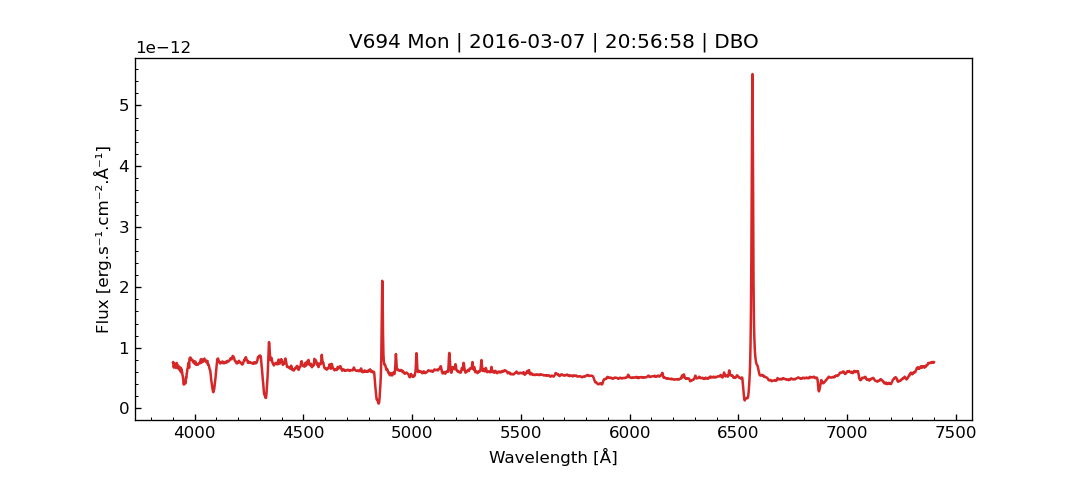 V694 Mon | 2016-03-07 | 20:56:58 | DBO
1e−12
Flux [erg.s⁻¹.cm⁻².Å⁻¹]
5
4
3
2
1
0
4000 4500 5000 5500 6000 6500 7000 7500
Wavelength [Å]